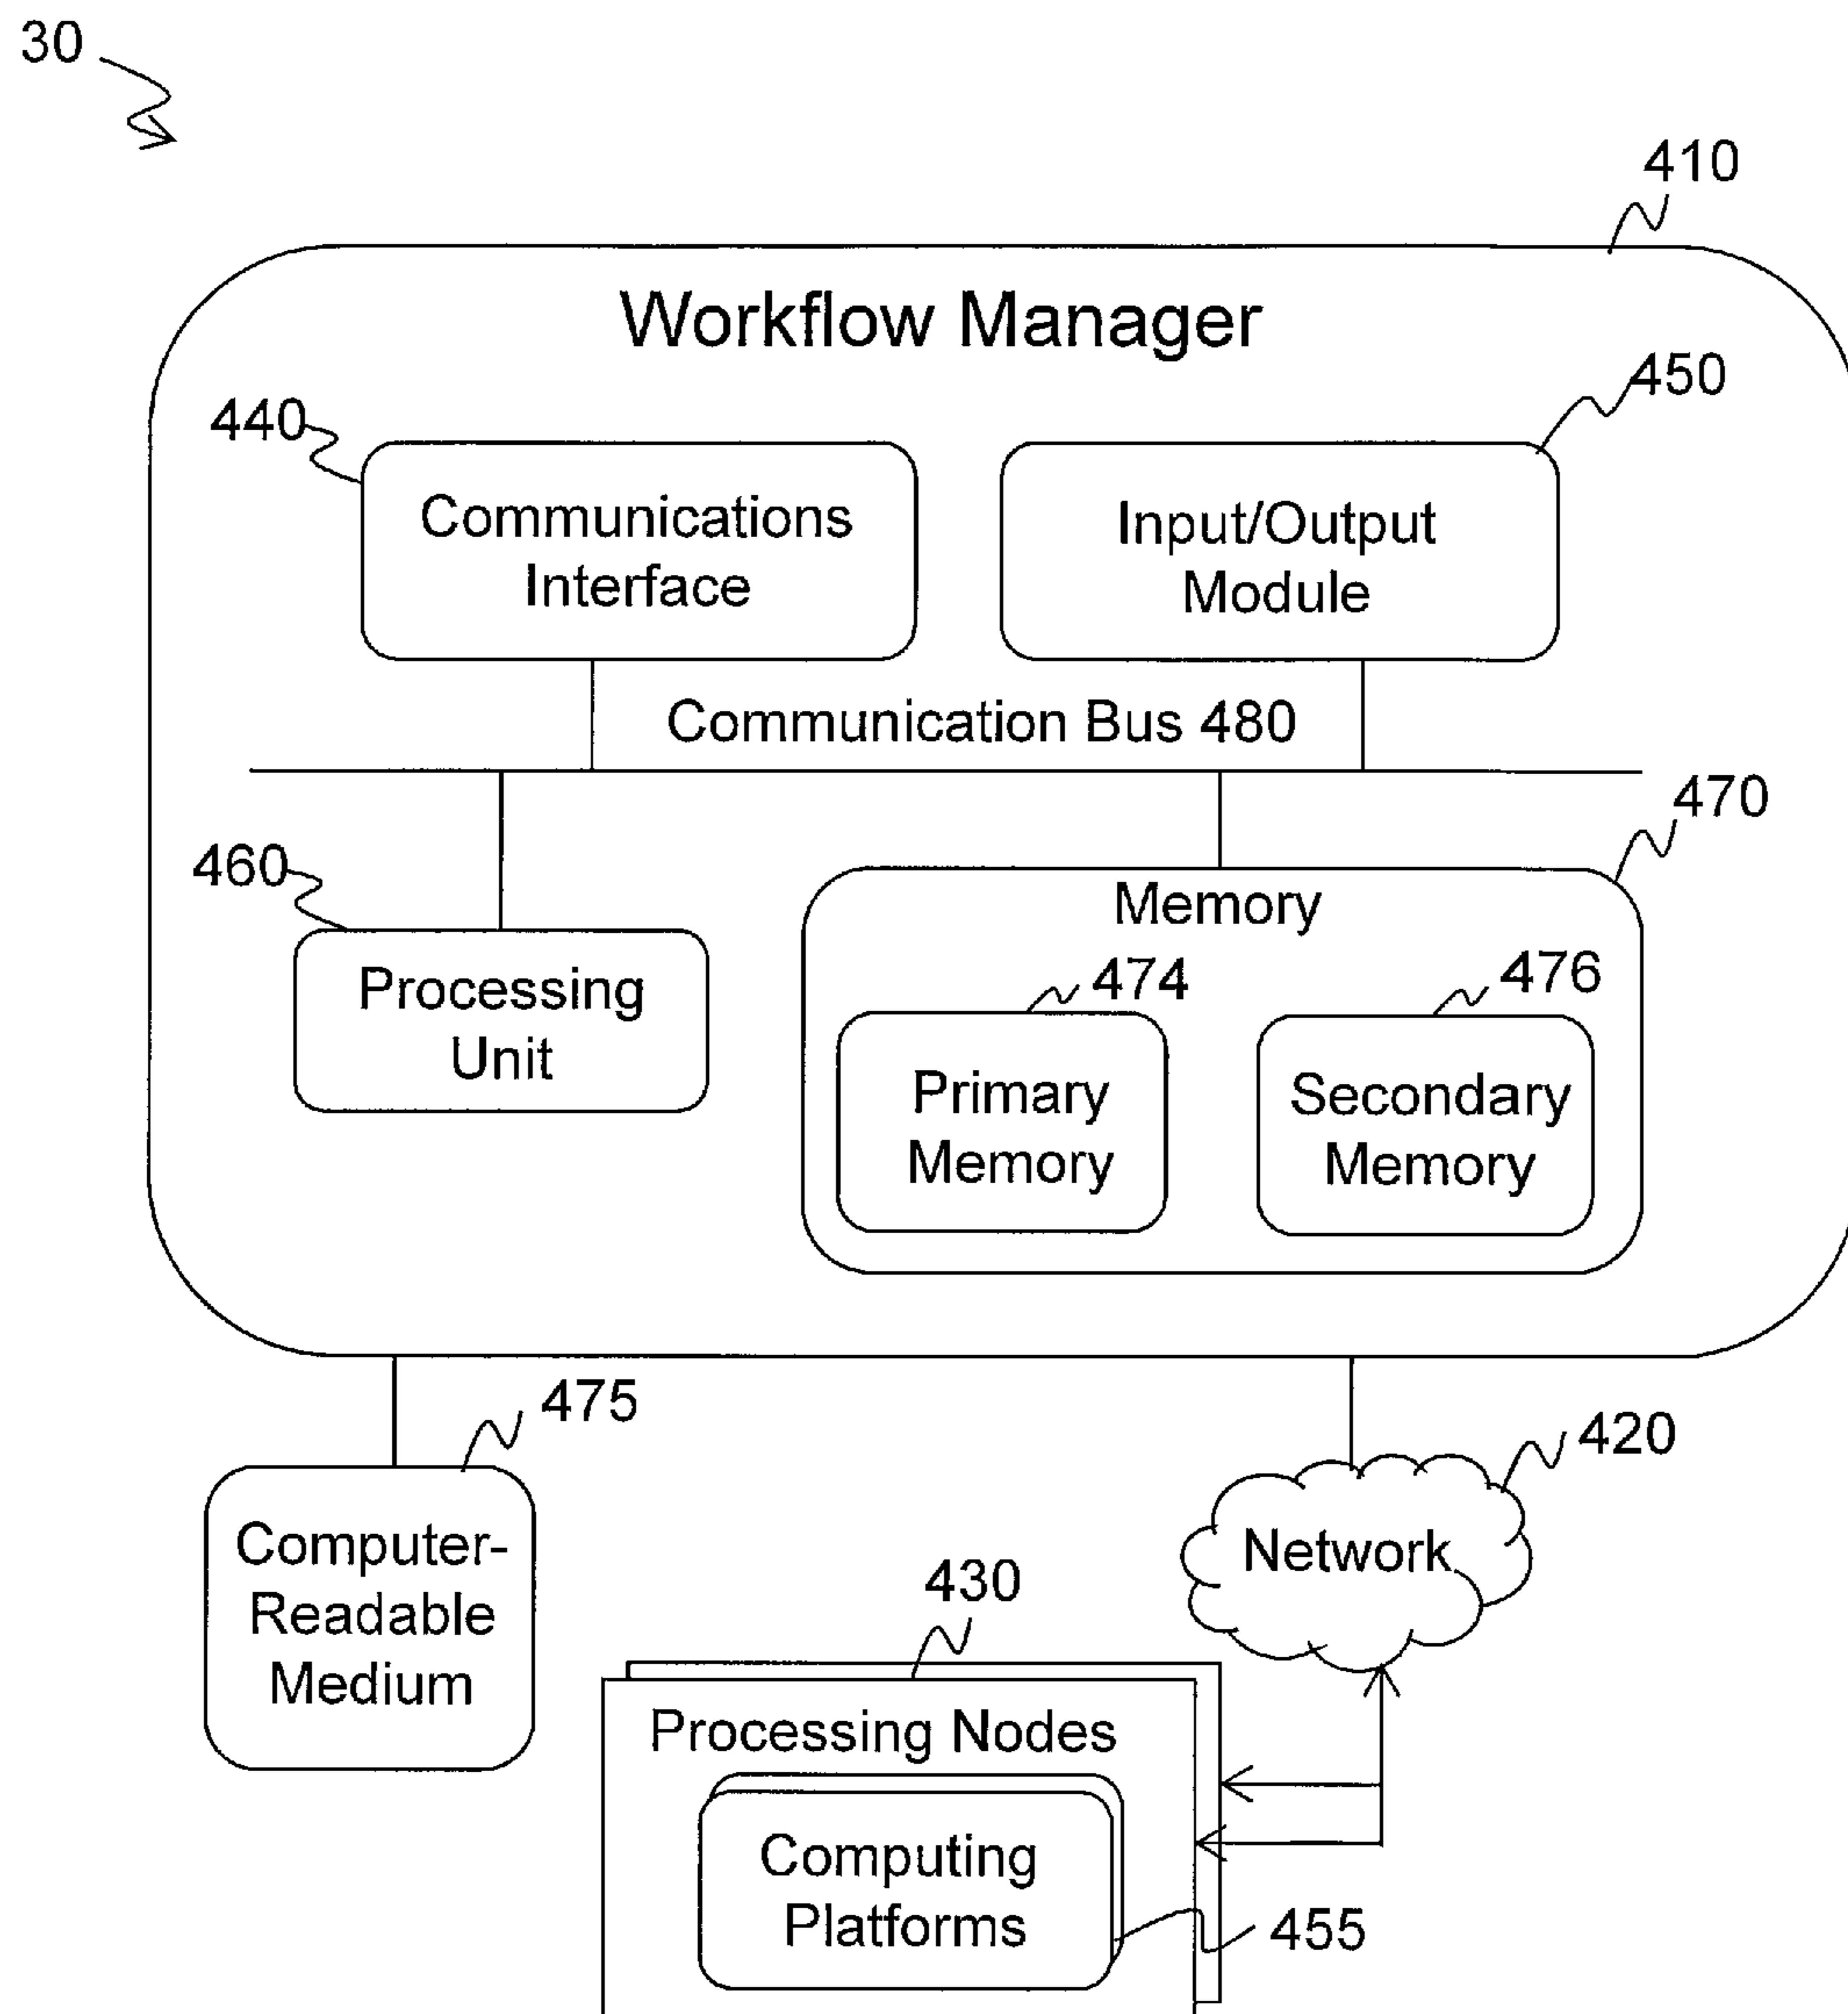 30
410
Workflow Manager
450
440
Communications
Interface
Input/Output
Module
Communication Bus 480
470
460
Memory
Processing
Unit
474
476
Primary
Memory
Secondary
Memory
475
420
Computer-
Readable
Medium
Network
430
Processing Nodes
Computing
Platforms
455